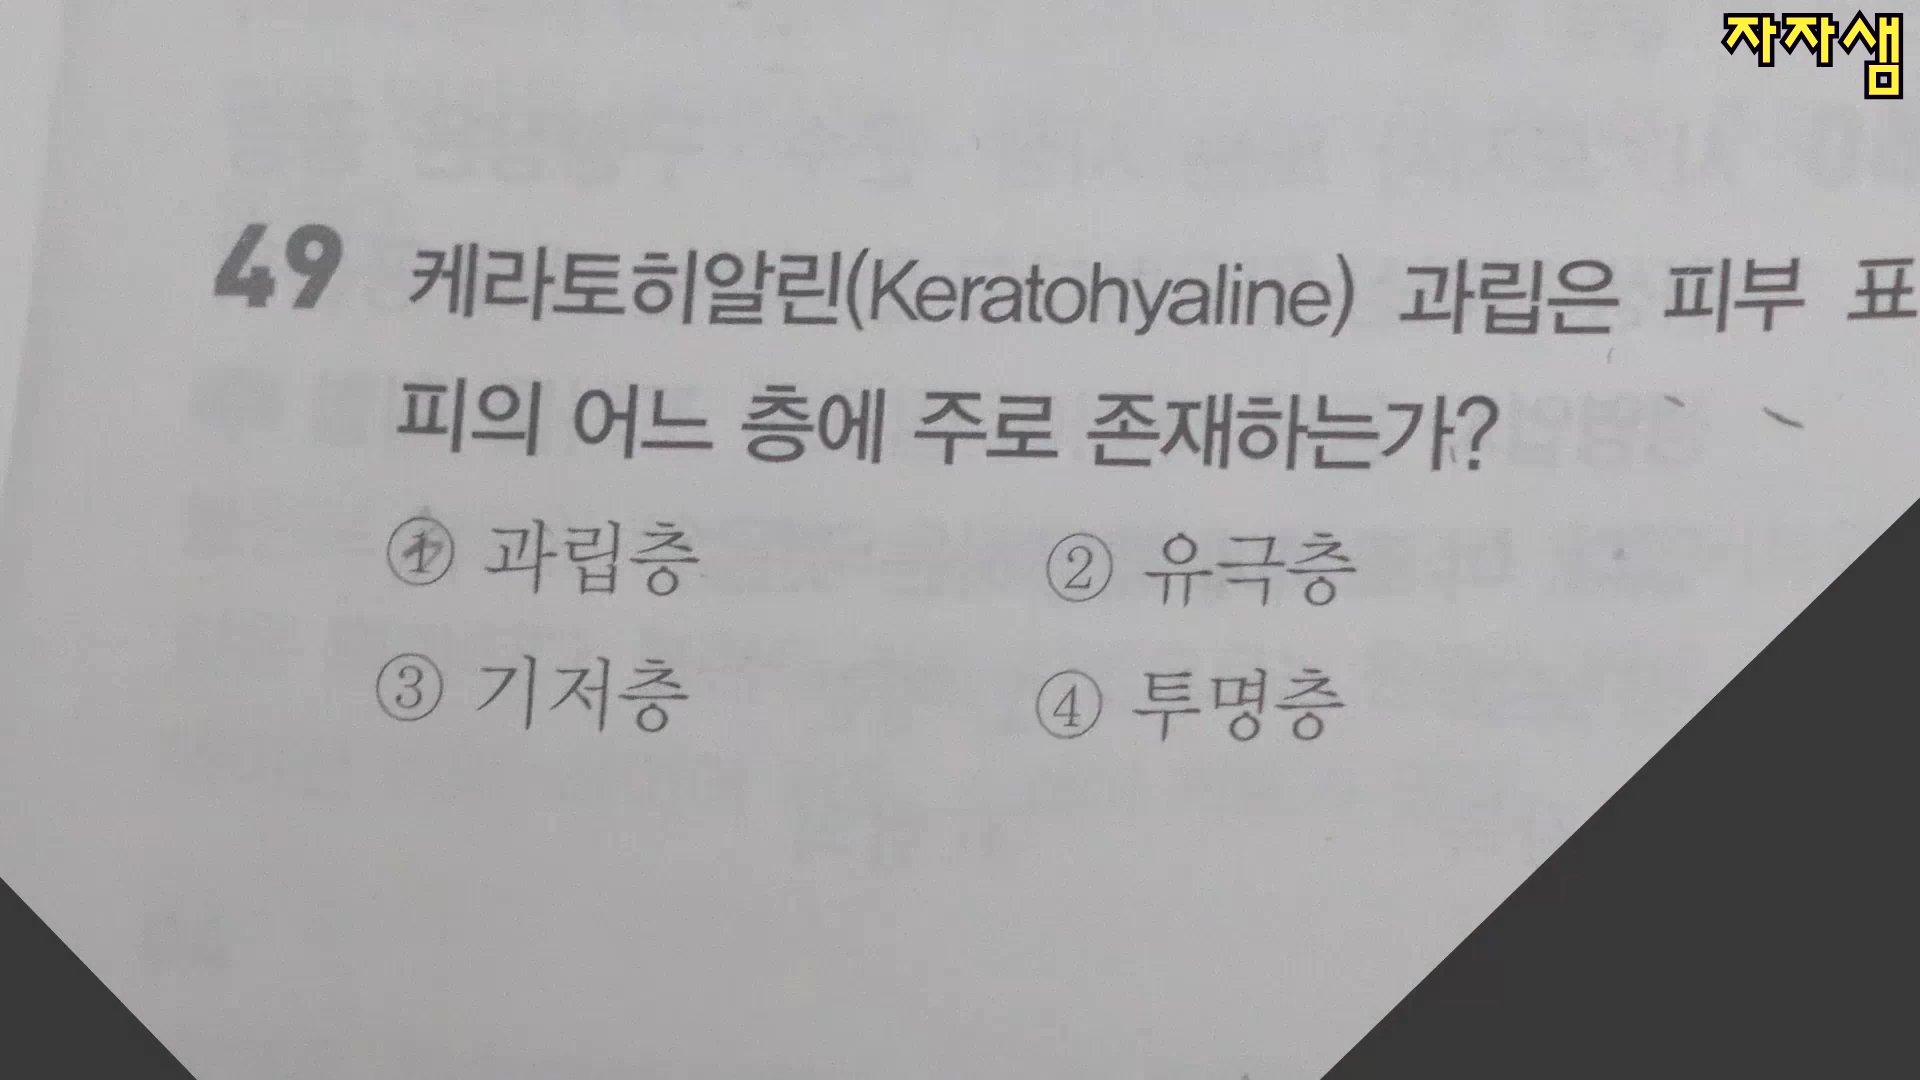 자자샘
49 케라토히알린(Keratohyaline) 과립은 피부 표
피의 어느 층에 주로 존재하는가?
① 과립층 ② 유극층
③ 기저층 ④ 투명층